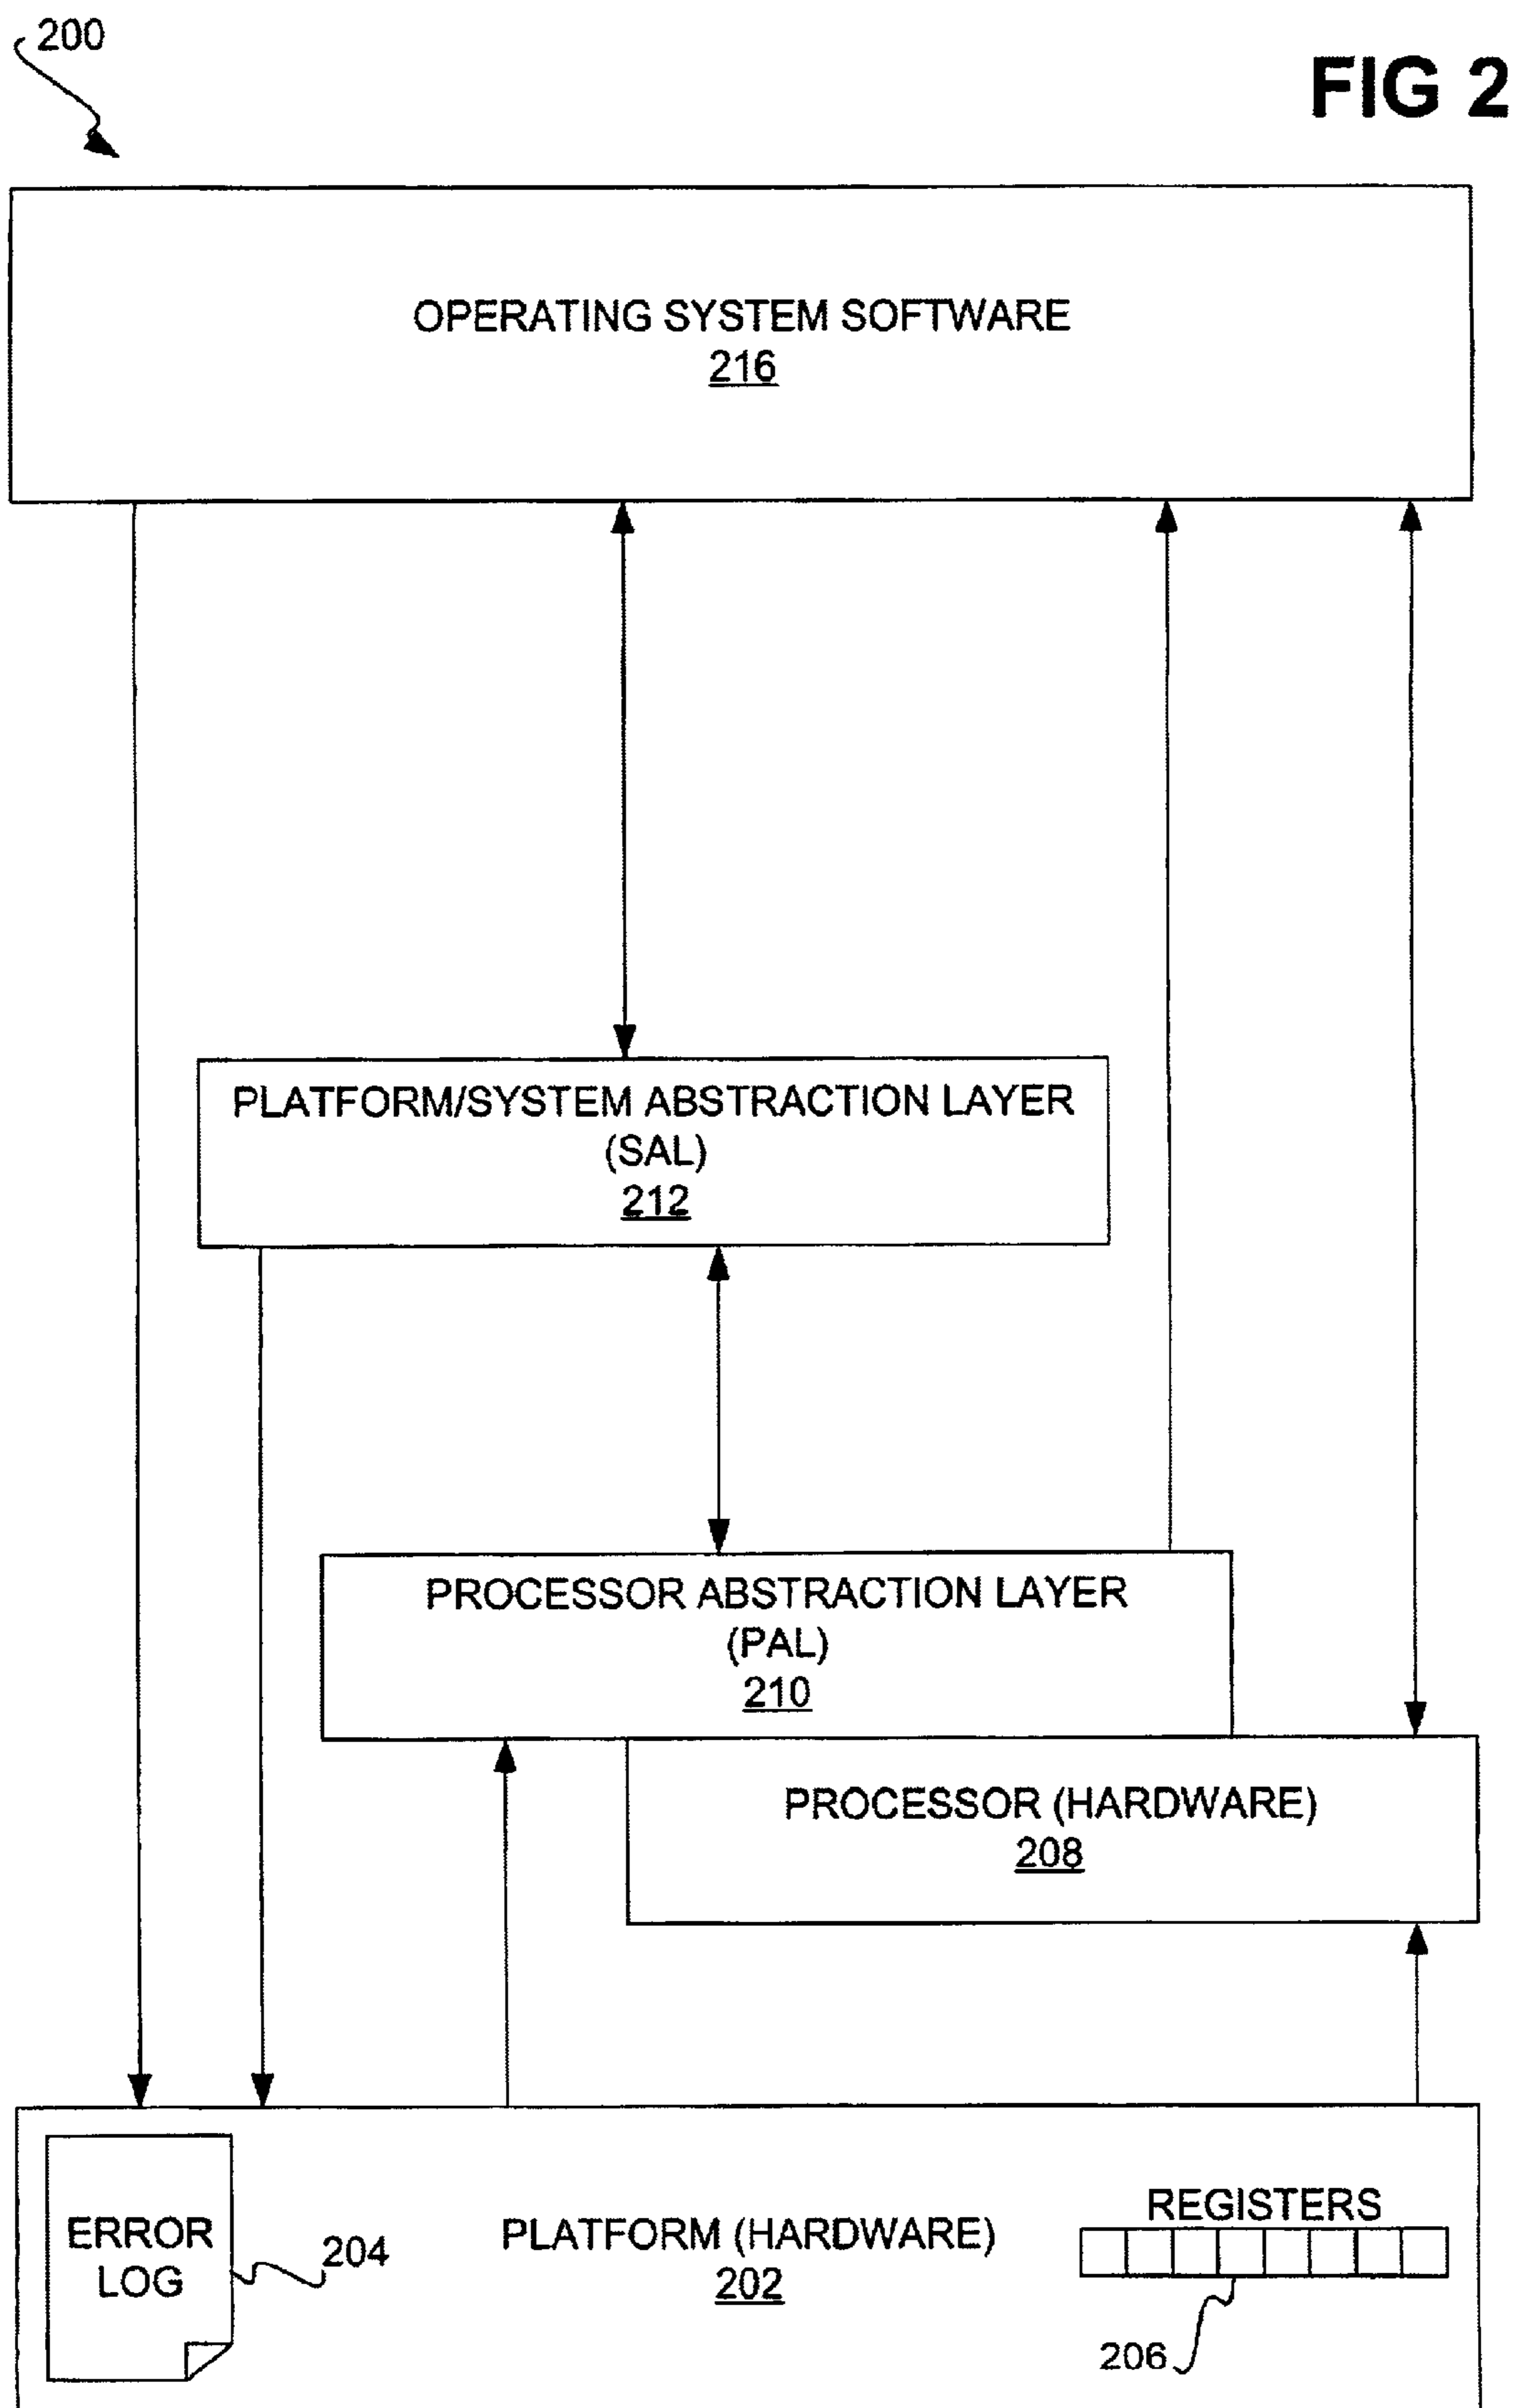 200
FIG 2
OPERATING SYSTEM SOFTWARE
216
PLATFORM/SYSTEM ABSTRACTION LAYER
(SAL)
212
PROCESSOR ABSTRACTION LAYER
(PAL)
210
PROCESSOR (HARDWARE)
208
ERROR
LOG
204
PLATFORM (HARDWARE)
202
REGISTERS
206